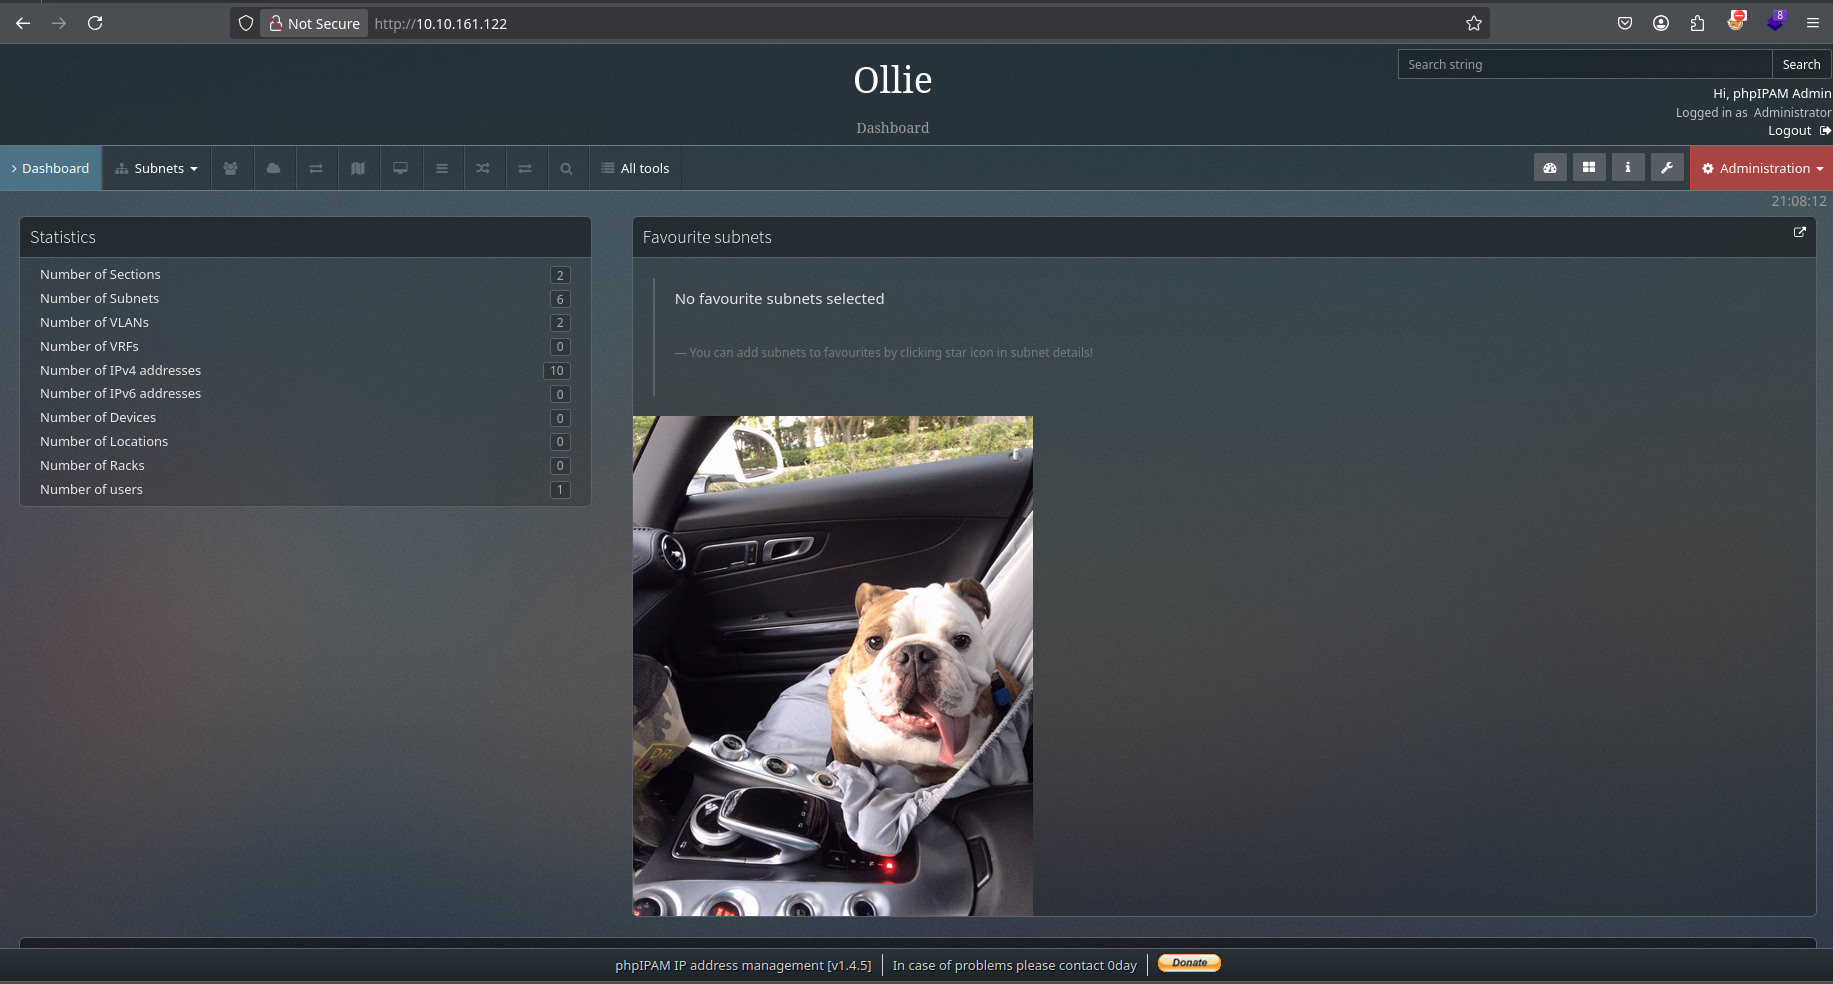 Not Secure http://10.10.161.122
8
Ollie
Dashboard
Search string Search
Hi, phpIPAM Admin
Logged in as Administrator
Logout
Dashboard Subnets All tools Administration
21:08:12
Statistics
Number of Sections 2
Number of Subnets 6
Number of VLANs 2
Number of VRFs 0
Number of IPv4 addresses 10
Number of IPv6 addresses 0
Number of Devices 0
Number of Locations 0
Number of Racks 0
Number of users 1
Favourite subnets
No favourite subnets selected
— You can add subnets to favourites by clicking star icon in subnet details!
phpIPAM IP address management [v1.4.5] In case of problems please contact 0day Donate